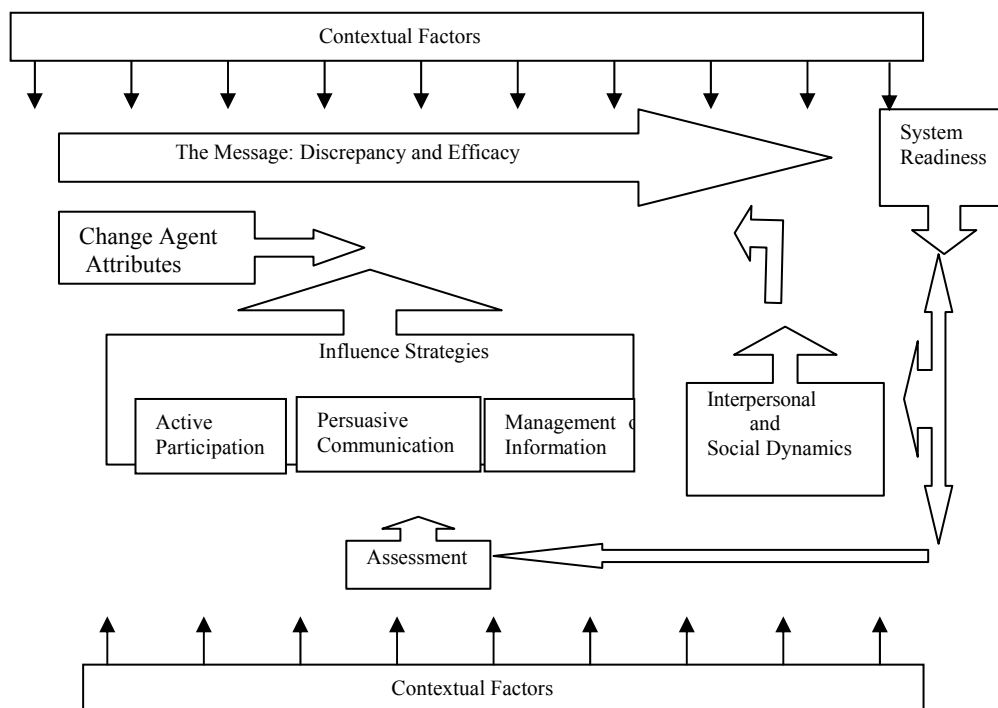 Contextual Factors
The Message: Discrepancy and Efficacy
System
Readiness
Change Agent
Attributes
Influence Strategies
Active
Participation
Persuasive
Communication
Management
Information
Interpersonal
and
Social Dynamics
Assessment
Contextual Factors